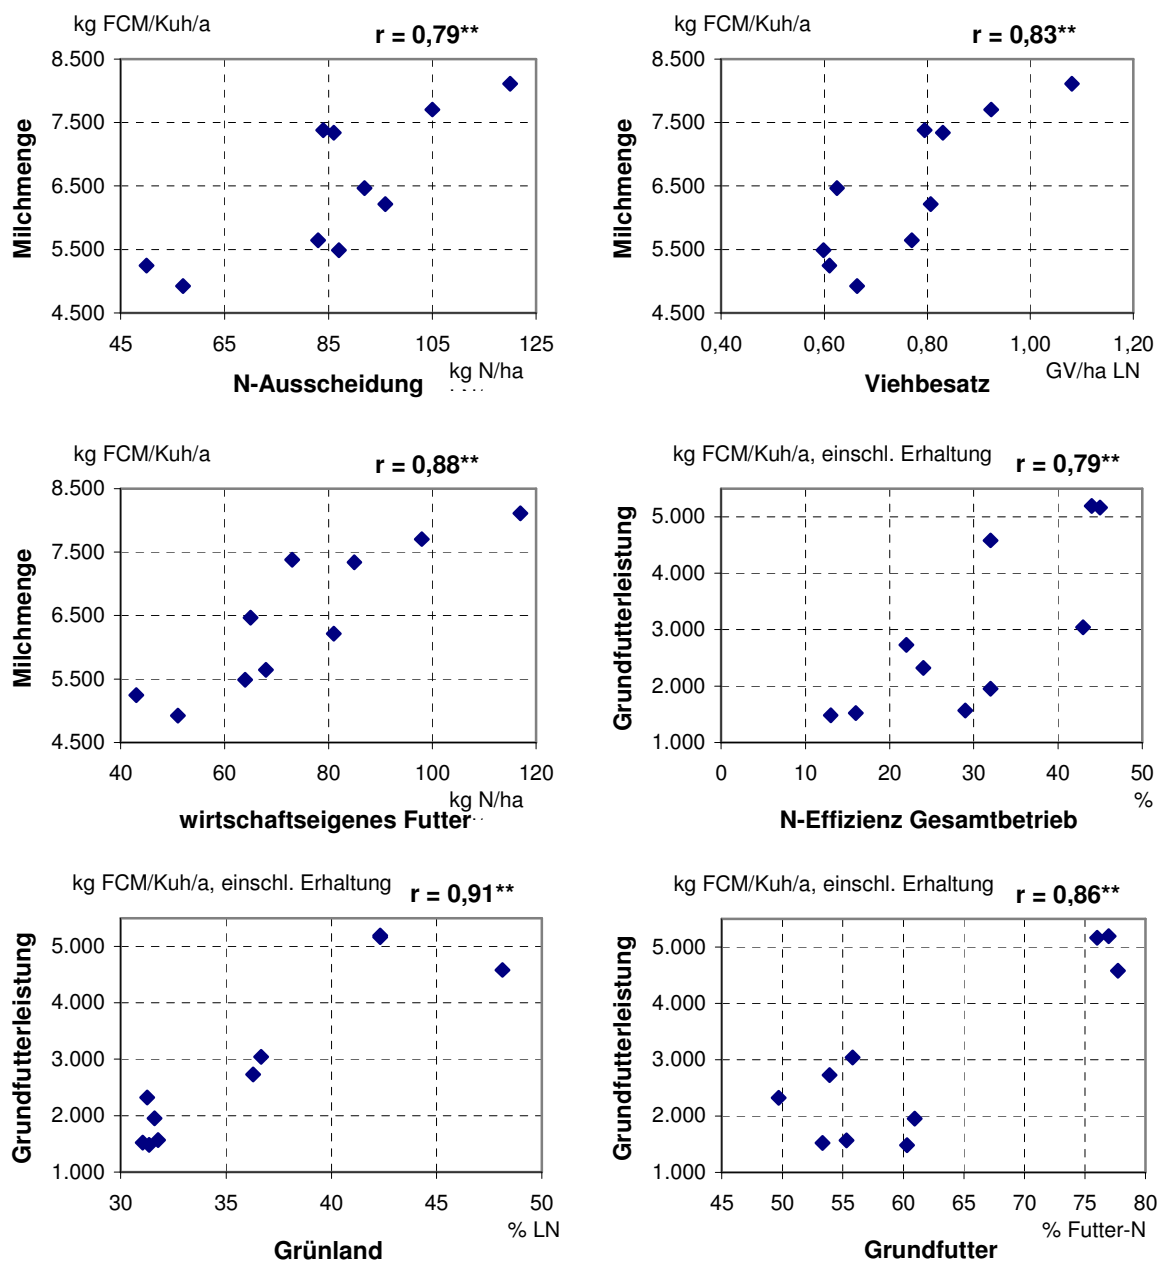 kg FCM/Kuh/a
r = 0,79**
8.500
7.500
6.500
5.500
4.500
Milchmenge
45 65 85 105 125
kg N/ha
N-Ausscheidung
kg FCM/Kuh/a
r = 0,83**
8.500
7.500
6.500
5.500
4.500
Milchmenge
0,40 0,60 0,80 1,00 1,20
GV/ha LN
Viehbesatz
kg FCM/Kuh/a
r = 0,88**
8.500
7.500
6.500
5.500
4.500
Milchmenge
40 60 80 100 120
kg N/ha
wirtschaftseigenes Futter
kg FCM/Kuh/a, einschl. Erhaltung
r = 0,79**
5.000
4.000
3.000
2.000
1.000
Grundfutterleistung
0 10 20 30 40 50
%
N-Effizienz Gesamtbetrieb
kg FCM/Kuh/a, einschl. Erhaltung
r = 0,91**
5.000
4.000
3.000
2.000
1.000
Grundfutterleistung
30 35 40 45 50
% LN
Grünland
kg FCM/Kuh/a, einschl. Erhaltung
r = 0,86**
5.000
4.000
3.000
2.000
1.000
Grundfutterleistung
45 50 55 60 65 70 75 80
% Futter-N
Grundfutter